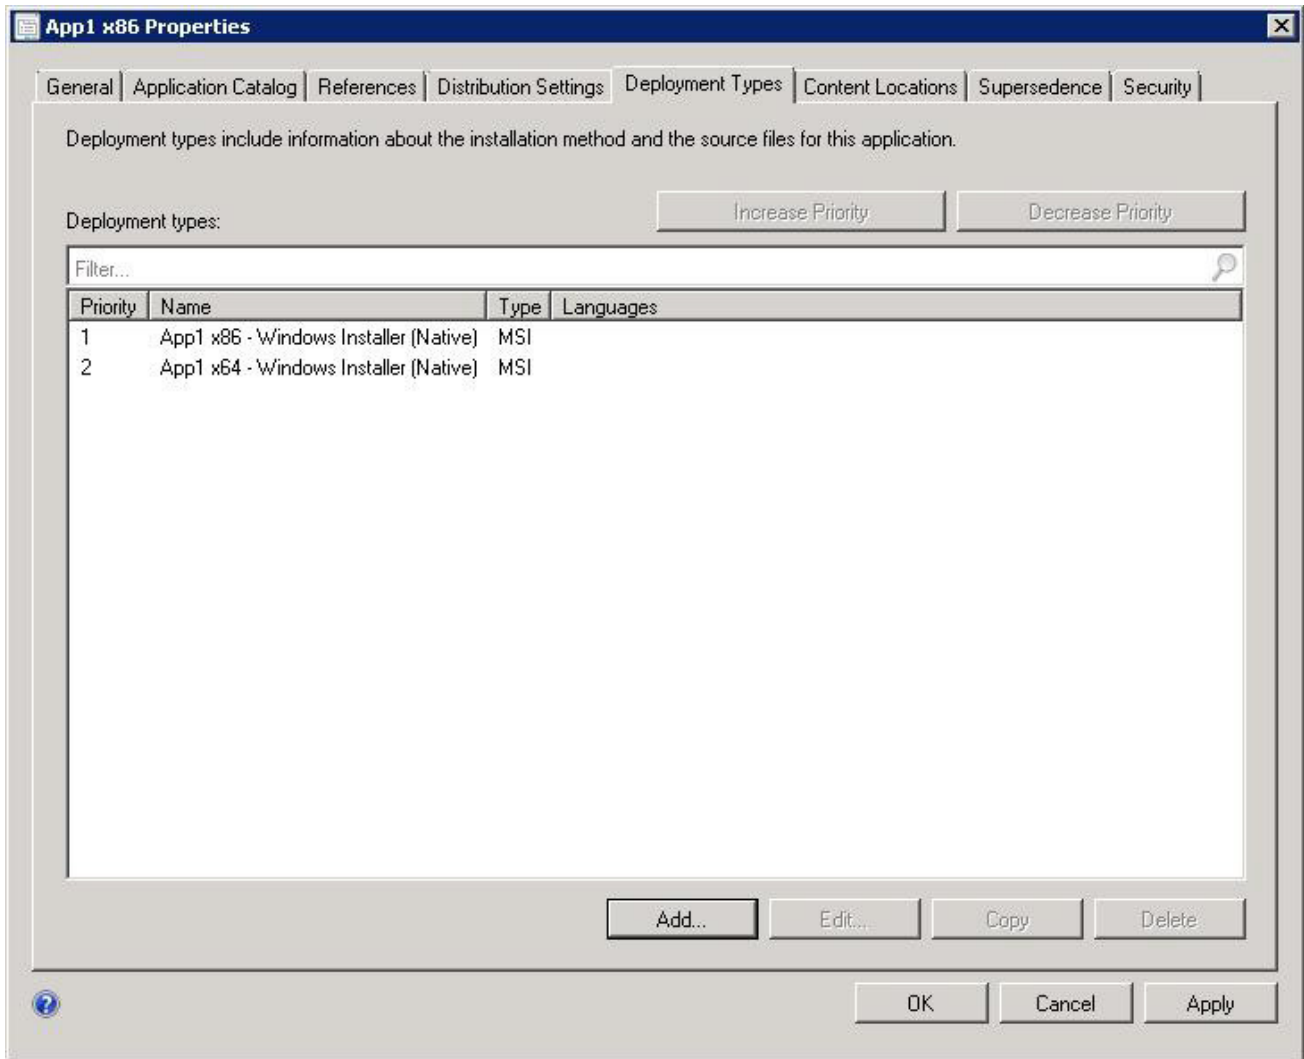 App1 x86 Properties
General Application Catalog References Distribution Settings Deployment Types Content Locations Supersedence Security
Deployment types include information about the installation method and the source files for this application.
Increase Priority Decrease Priority
Deployment types:
Filter...
Priority Name Type Languages
1 App1 x86 - Windows Installer (Native) MSI
2 App1 x64 - Windows Installer (Native) MSI
Add... Edit... Copy Delete
OK Cancel Apply